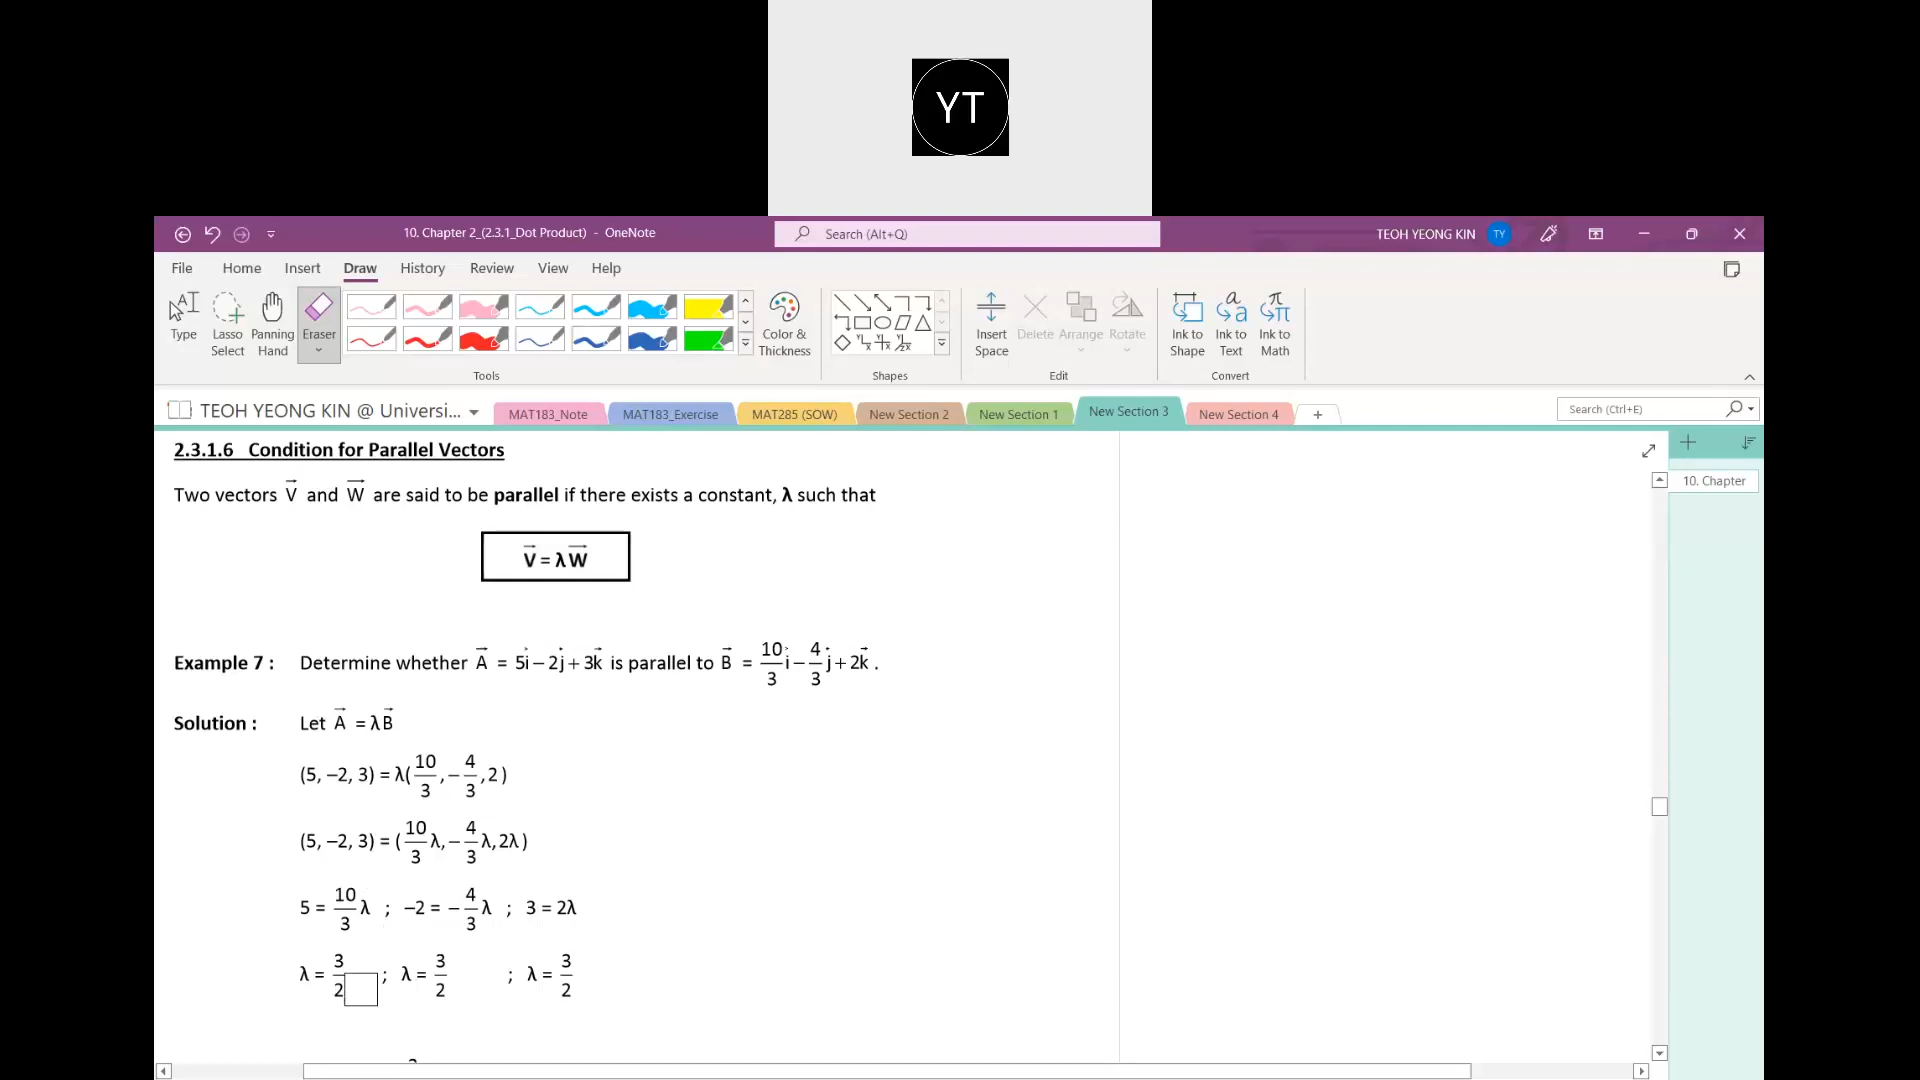 YT
10. Chapter 2_(2.3.1_Dot Product) - OneNote
Search (Alt+Q)
TEOH YEONG KIN TY
File Home Insert Draw History Review View Help
Type
Lasso Select
Panning Hand
Eraser
Color & Thickness
Insert Space
Delete Arrange Rotate
Ink to Shape
Ink to Text
Ink to Math
Tools Shapes Edit Convert
TEOH YEONG KIN @ Universi... MAT183_Note MAT183_Exercise MAT285 (SOW) New Section 2 New Section 1 New Section 3 New Section 4 + Search (Ctrl+E)
10. Chapter
2.3.1.6 Condition for Parallel Vectors
Two vectors V⃗ and W⃗ are said to be parallel if there exists a constant, λ such that
V⃗ = λW⃗
Example 7 : Determine whether A⃗ = 5i⃗ − 2j⃗ + 3k⃗ is parallel to B⃗ = 10/3 i⃗ − 4/3 j⃗ + 2k⃗ .
Solution : Let A⃗ = λB⃗
(5, −2, 3) = λ(10/3, −4/3, 2)
(5, −2, 3) = (10/3 λ, −4/3 λ, 2λ)
5 = 10/3 λ ; −2 = −4/3 λ ; 3 = 2λ
λ = 3/2 ; λ = 3/2 ; λ = 3/2